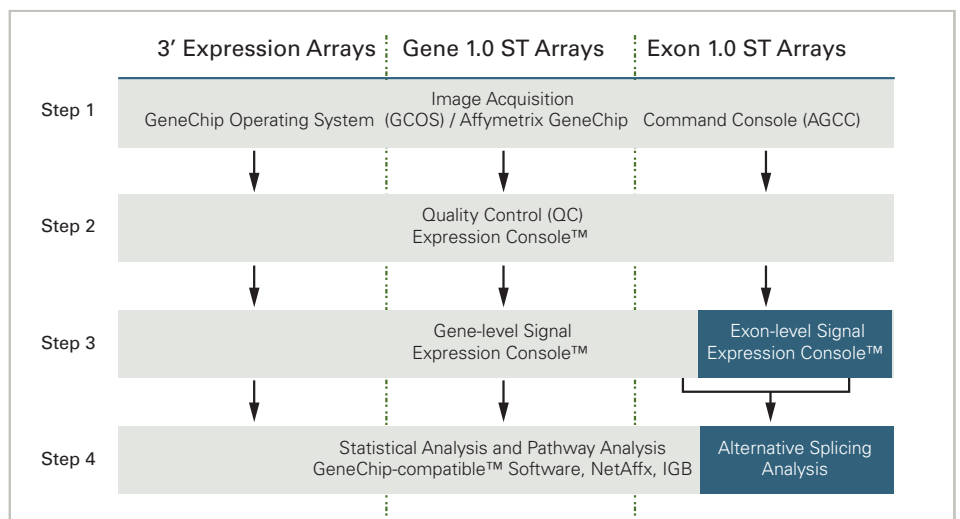 3’ Expression Arrays Gene 1.0 ST Arrays Exon 1.0 ST Arrays
Step 1
Image Acquisition
GeneChip Operating System (GCOS) / Affymetrix GeneChip Command Console (AGCC)
Step 2
Quality Control (QC)
Expression Console™
Step 3
Gene-level Signal
Expression Console™
Exon-level Signal
Expression Console™
Step 4
Statistical Analysis and Pathway Analysis
GeneChip-compatible™ Software, NetAffx, IGB
Alternative Splicing
Analysis